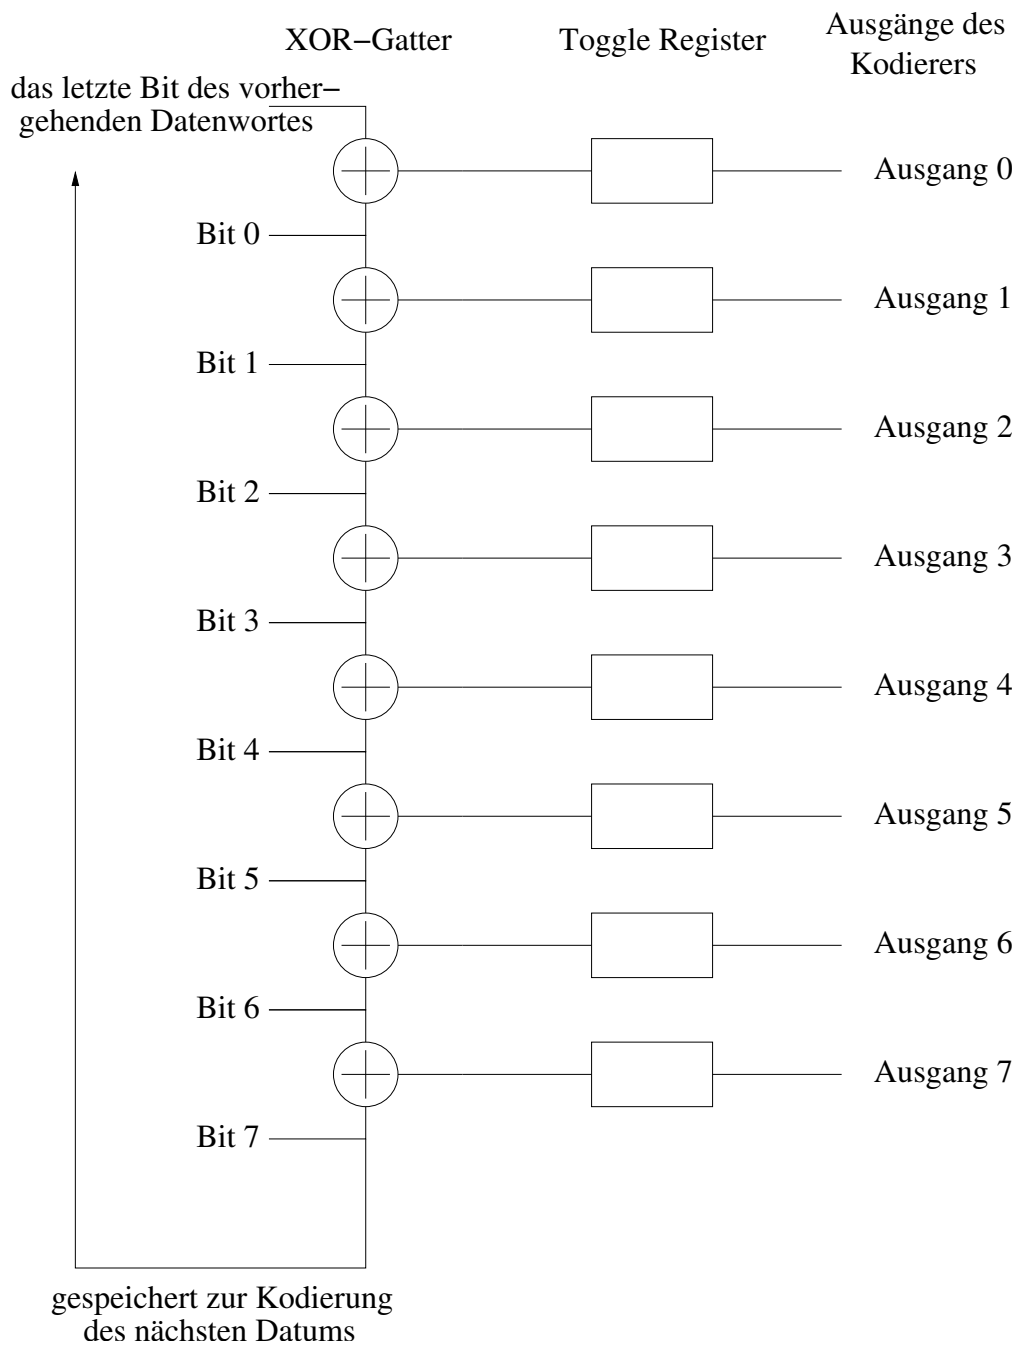 XOR−Gatter
Toggle Register
Ausgänge des
Kodierers
das letzte Bit des vorher−
gehenden Datenwortes
Ausgang 0
Bit 0
Ausgang 1
Bit 1
Ausgang 2
Bit 2
Ausgang 3
Bit 3
Ausgang 4
Bit 4
Ausgang 5
Bit 5
Ausgang 6
Bit 6
Ausgang 7
Bit 7
gespeichert zur Kodierung
des nächsten Datums